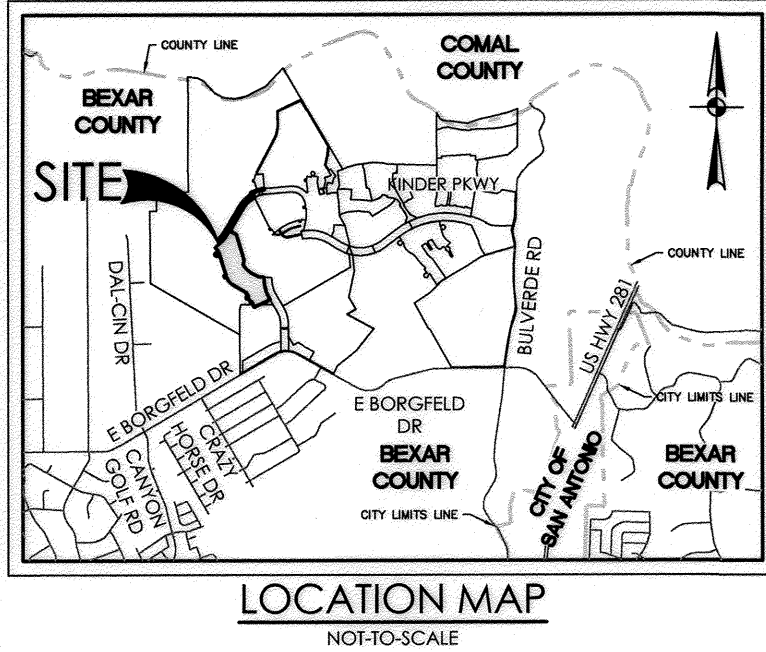 COUNTY LINE
COMAL
COUNTY
BEXAR
COUNTY
SITE
KINDER PKWY
COUNTY LINE
DAL-CIN DR
BULVERDE RD
US HWY 281
E BORGFELD DR
E BORGFELD
DR
CITY LIMITS LINE
CRAZY
HORSE DR
CANYON
GOLF RD
BEXAR
COUNTY
CITY OF
SAN ANTONIO
BEXAR
COUNTY
CITY LIMITS LINE
LOCATION MAP
NOT-TO-SCALE